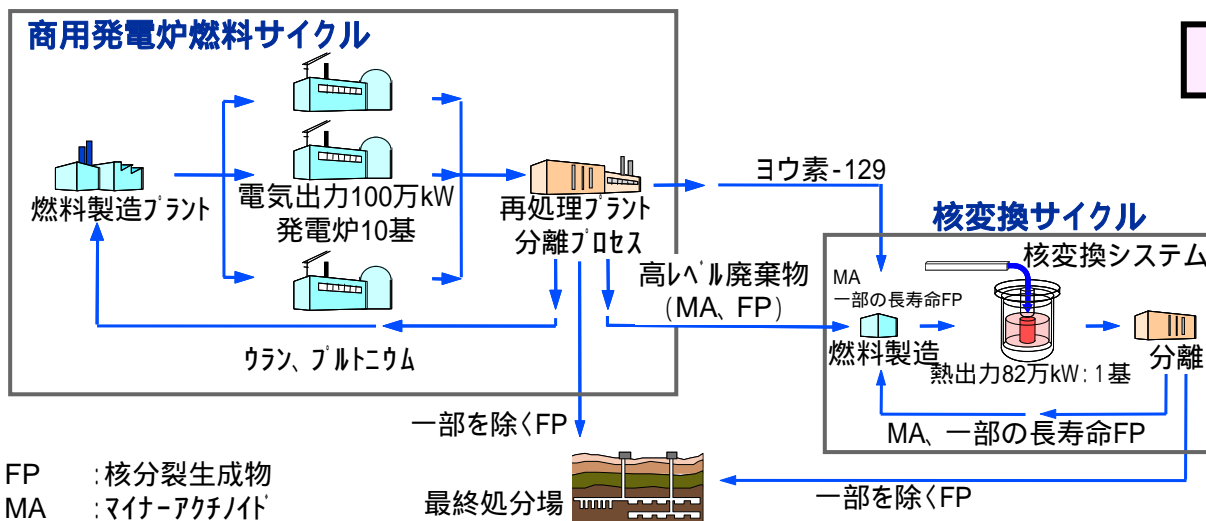 商用発電炉燃料サイクル
燃料製造プラント
電気出力100万kW
発電炉10基
再処理プラント
分離プロセス
ウラン、プルトニウム
ヨウ素-129
高レベル廃棄物
(MA、FP)
核変換サイクル
核変換システム
MA
一部の長寿命FP
燃料製造
熱出力82万kW:1基
分離
MA、一部の長寿命FP
一部を除くFP
最終処分場
一部を除くFP
FP :核分裂生成物
MA :マイナーアクチノイド